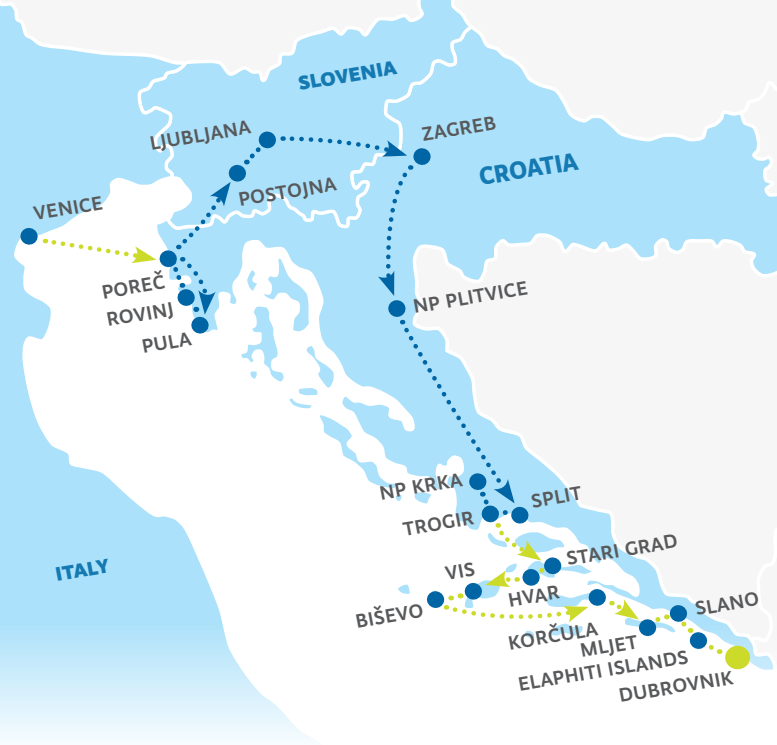 SLOVENIA
LJUBLJANA
ZAGREB
CROATIA
POSTOJNA
VENICE
POREČ
ROVINJ
PULA
NP PLITVICE
NP KRKA
SPLIT
TROGIR
STARI GRAD
ITALY
VIS
HVAR
BIŠEVO
SLANO
KORČULA
MLJET
ELAPHITI ISLANDS
DUBROVNIK